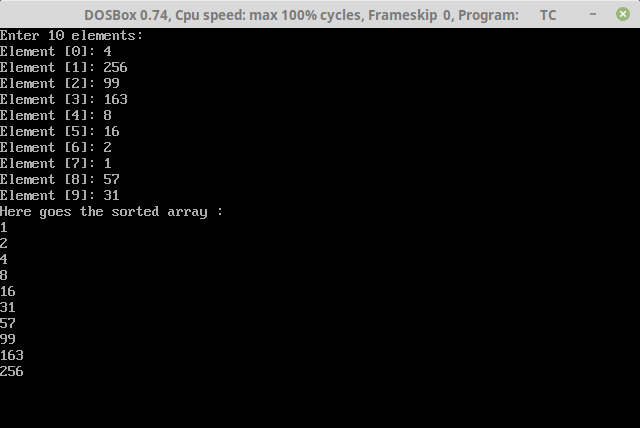 DOSBox 0.74, Cpu speed: max 100% cycles, Frameskip 0, Program: TC
Enter 10 elements:
Element [0]: 4
Element [1]: 256
Element [2]: 99
Element [3]: 163
Element [4]: 8
Element [5]: 16
Element [6]: 2
Element [7]: 1
Element [8]: 57
Element [9]: 31
Here goes the sorted array :
1
2
4
8
16
31
57
99
163
256